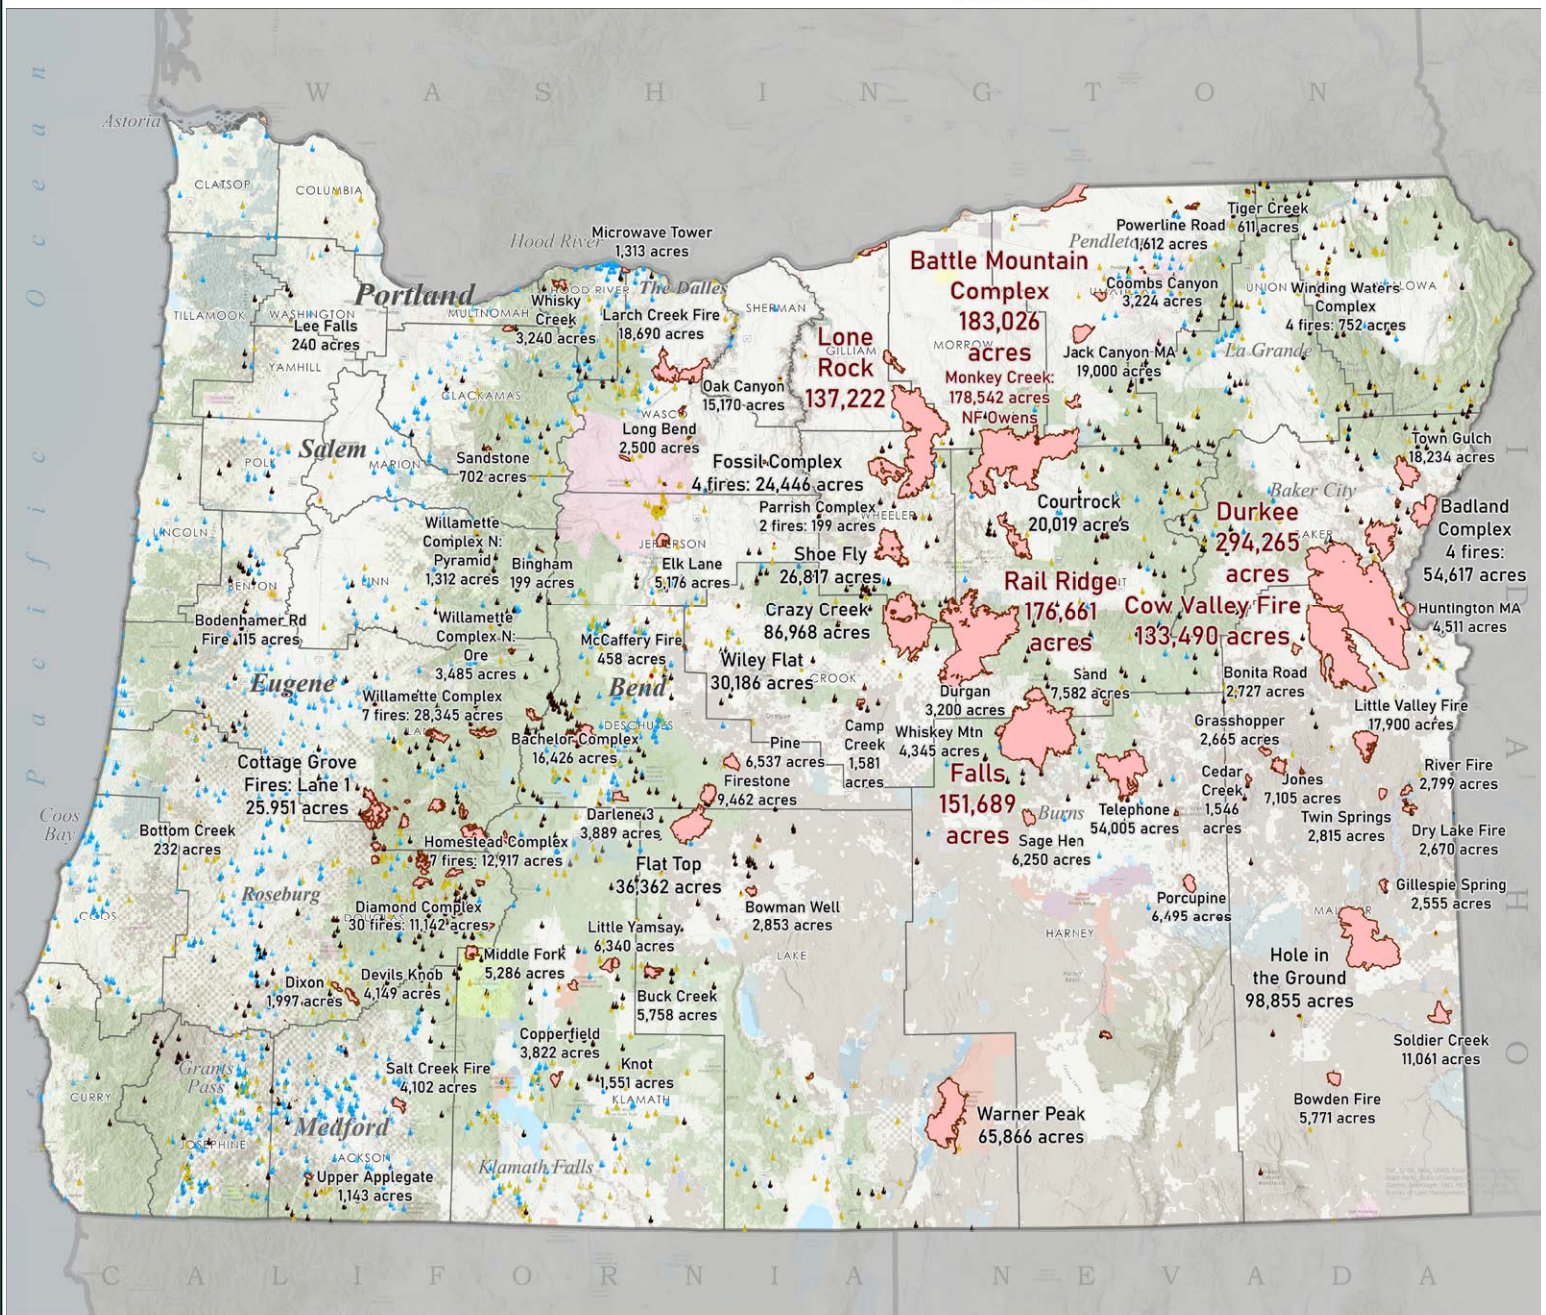 WASHINGTON
Astoria
Pacific Ocean
CLATSOP
COLUMBIA
Tiger Creek
611 acres
Powerline Road
1,612 acres
Microwave Tower
1,313 acres
Hood River
Battle Mountain
Complex
183,026
acres
Monkey Creek:
178,542 acres
NF Owens
Coombs Canyon
3,224 acres
UNION
Winding Waters
Complex
4 fires: 752 acres
The Dalles
HOOD RIVER
Portland
Whisky
Creek
3,240 acres
SHERMAN
TILLAMOOK
WASHINGTON
MULTNOMAH
Larch Creek Fire
18,690 acres
Lee Falls
240 acres
Lone
Rock
137,222
GILLIAM
MORROW
Jack Canyon MA
19,000 acres
La Grande
YAMHILL
CLACKAMAS
Oak Canyon
15,170 acres
WASCO
Long Bend
2,500 acres
Salem
POLK
MARION
Sandstone
702 acres
Fossil Complex
4 fires: 24,446 acres
Town Gulch
18,234 acres
Baker City
Courtrock
20,019 acres
Durkee
294,265
acres
Badland
Complex
4 fires:
54,617 acres
Parrish Complex
2 fires: 199 acres
WHEELER
LINCOLN
Willamette
Complex N:
Pyramid
1,312 acres
JEFFERSON
Shoe Fly
26,817 acres
Bingham
199 acres
Elk Lane
5,176 acres
BENTON
LINN
Rail Ridge
176,661
acres
Cow Valley Fire
133,490 acres
Huntington MA
4,511 acres
Crazy Creek
86,968 acres
Bodenhamer Rd
Fire 115 acres
Willamette
Complex N:
Ore
3,485 acres
McCaffery Fire
458 acres
Wiley Flat
30,186 acres
CROOK
Sand
7,582 acres
Bonita Road
2,727 acres
Eugene
Bend
Durgan
3,200 acres
Willamette Complex
7 fires: 28,345 acres
DESCHUTES
Little Valley Fire
17,900 acres
Grasshopper
2,665 acres
Camp
Creek
1,581
acres
Whiskey Mtn
4,345 acres
Bachelor Complex
16,426 acres
Pine
6,537 acres
Cottage Grove
Fires: Lane 1
25,951 acres
Falls
151,689
acres
Firestone
9,462 acres
Cedar
Creek
1,546
acres
Jones
7,105 acres
River Fire
2,799 acres
Coos
Bay
Bottom Creek
232 acres
Darlene 3
3,889 acres
Burns
Telephone
54,005 acres
Twin Springs
2,815 acres
Dry Lake Fire
2,670 acres
Homestead Complex
7 fires: 12,917 acres
Sage Hen
6,250 acres
Flat Top
36,362 acres
Roseburg
Gillespie Spring
2,555 acres
Porcupine
6,495 acres
Diamond Complex
30 fires: 11,142 acres
DOUGLAS
Bowman Well
2,853 acres
COOS
HARNEY
Little Yamsay
6,340 acres
LAKE
Middle Fork
5,286 acres
Hole in
the Ground
98,855 acres
Devils Knob
4,149 acres
Dixon
1,997 acres
Buck Creek
5,758 acres
Copperfield
3,822 acres
Soldier Creek
11,061 acres
Salt Creek Fire
4,102 acres
Knot
1,551 acres
KLAMATH
Grants
Pass
CURRY
Bowden Fire
5,771 acres
Warner Peak
65,866 acres
Medford
JOSEPHINE
JACKSON
Klamath Falls
Upper Applegate
1,143 acres
IDAHO
CALIFORNIA
NEVADA